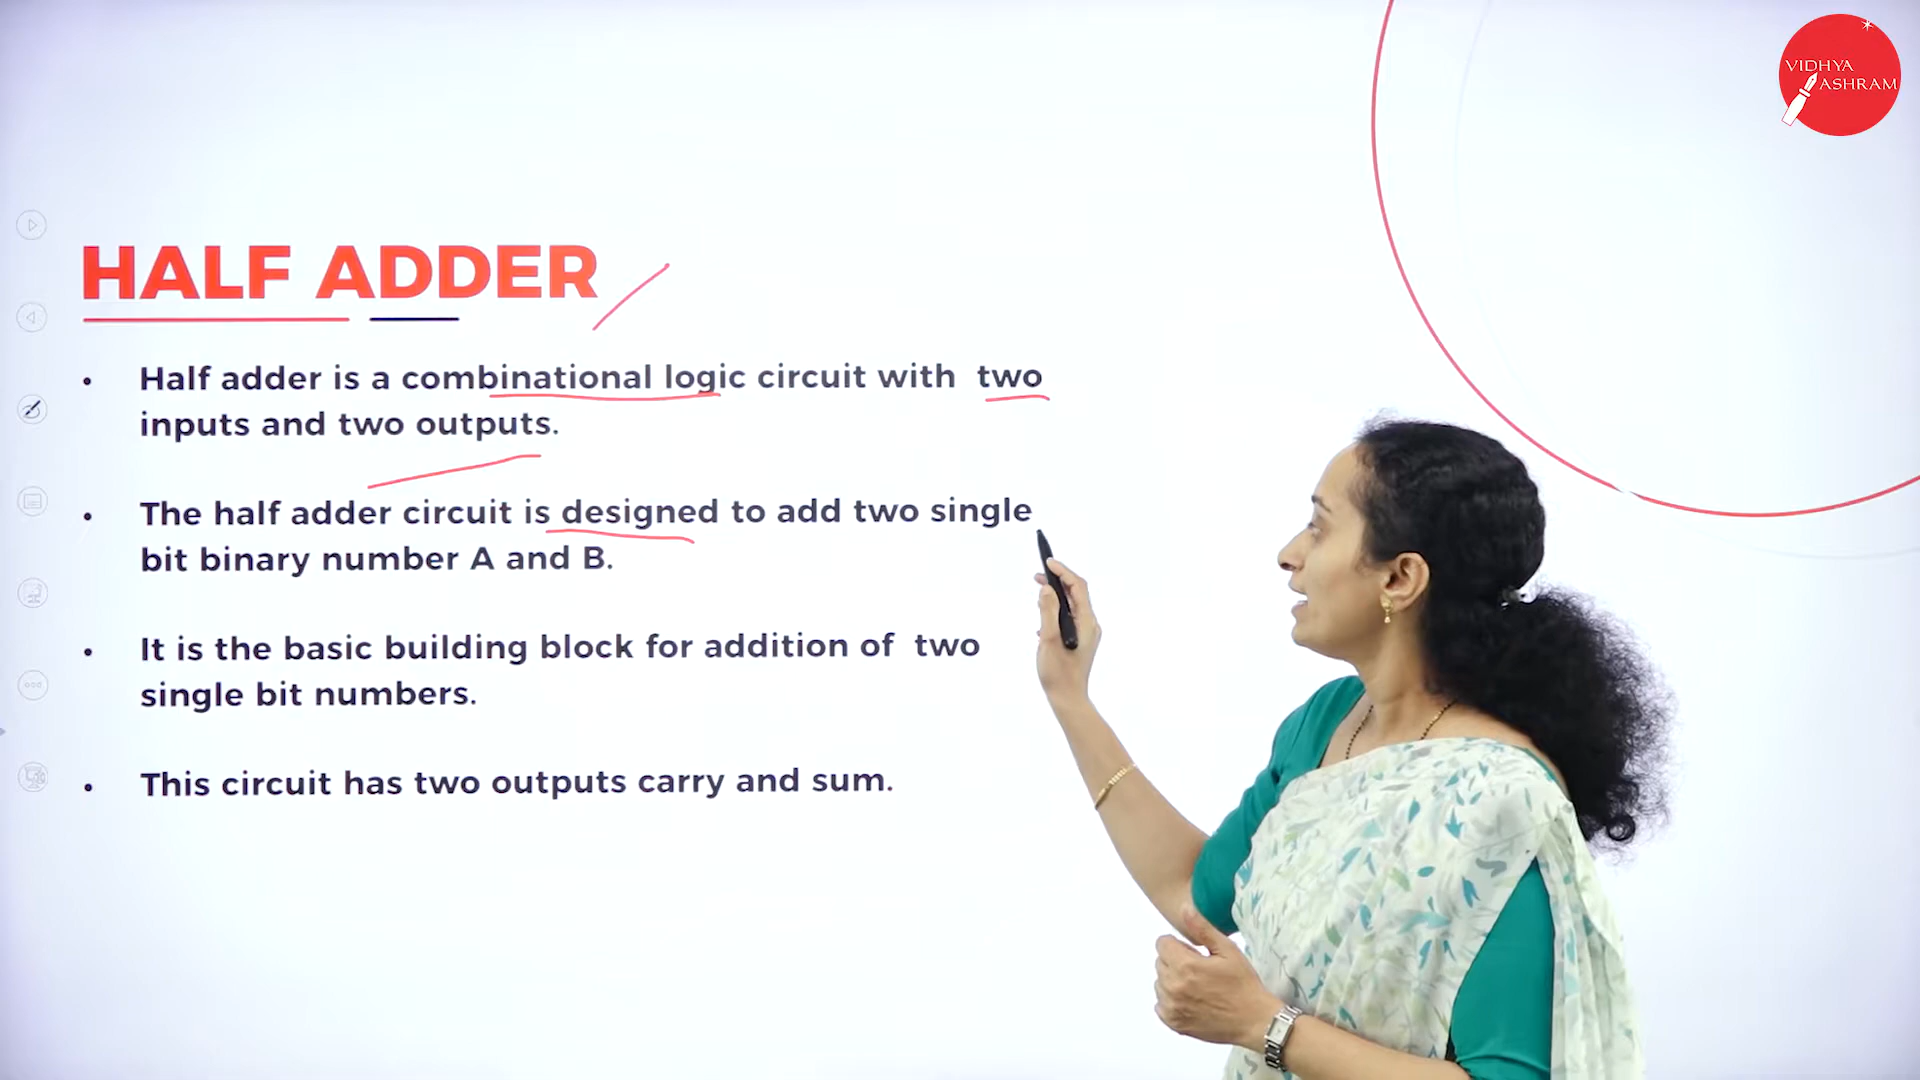 VIDHYA
ASHRAM
HALF ADDER
• Half adder is a combinational logic circuit with two
inputs and two outputs.
• The half adder circuit is designed to add two single
bit binary number A and B.
• It is the basic building block for addition of two
single bit numbers.
• This circuit has two outputs carry and sum.